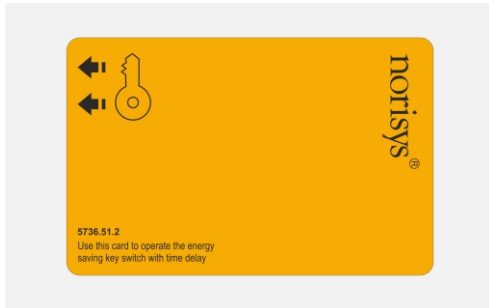 norisys®
5736.51.2
Use this card to operate the energy
saving key switch with time delay